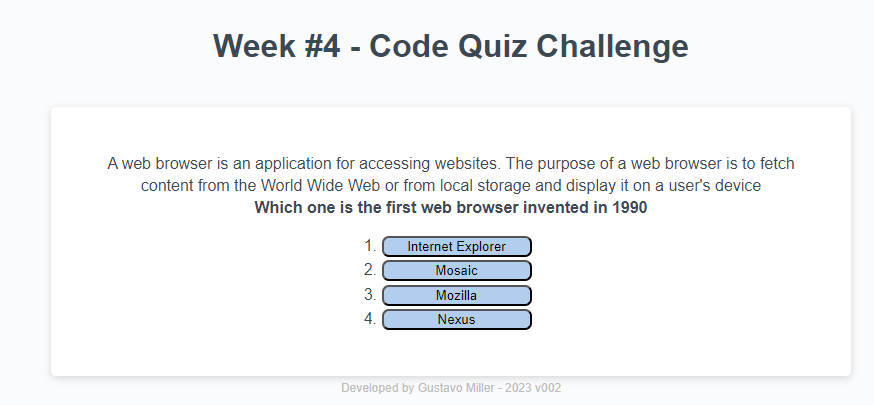 Week #4 - Code Quiz Challenge
A web browser is an application for accessing websites. The purpose of a web browser is to fetch
content from the World Wide Web or from local storage and display it on a user's device
Which one is the first web browser invented in 1990
1. Internet Explorer
2. Mosaic
3. Mozilla
4. Nexus
Developed by Gustavo Miller - 2023 v002